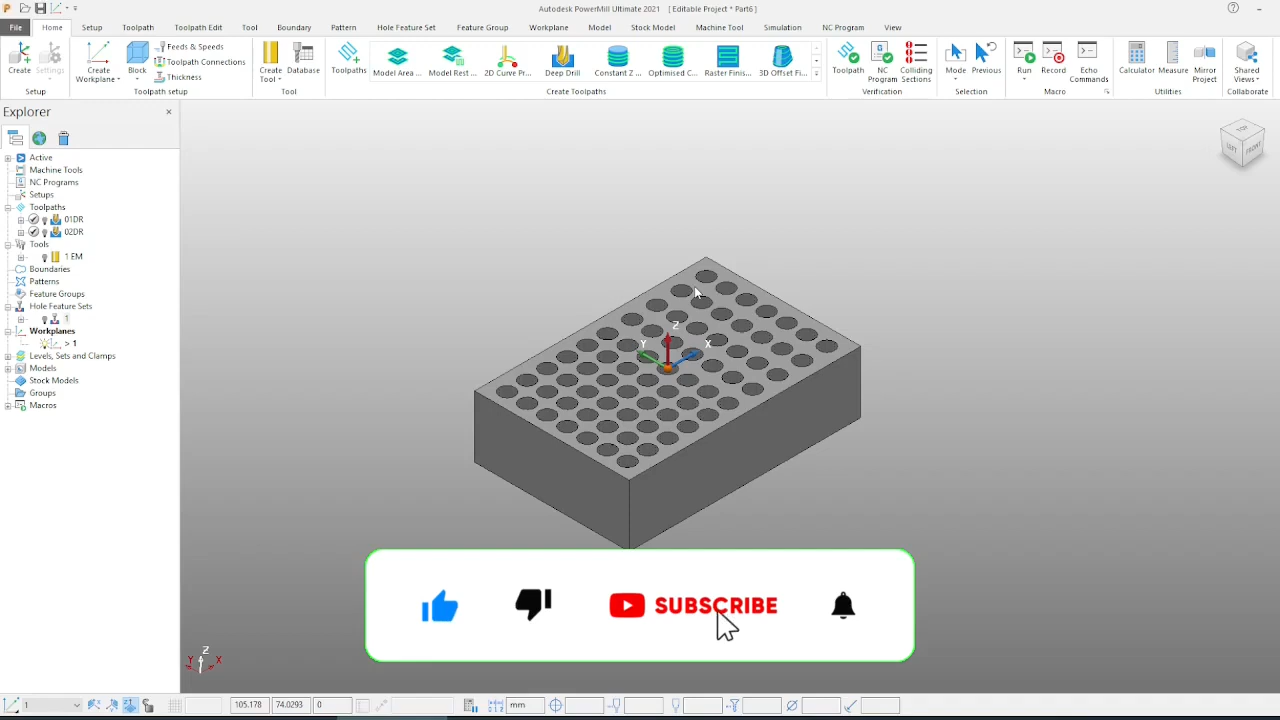 Autodesk PowerMill Ultimate 2021 [ Editable Project * Part6 ]
File Home Setup Toolpath Toolpath Edit Tool Boundary Pattern Hole Feature Set Feature Group Workplane Model Stock Model Machine Tool Simulation NC Program View
Create Settings Create Workplane Block Feeds & Speeds
Toolpath Connections
Thickness
Create Tool Database Toolpaths Model Area ... Model Rest ... 2D Curve Pr... Deep Drill Constant Z ... Optimised C... Raster Finis... 3D Offset Fi... Toolpath NC Program Colliding Sections Mode Previous Run Record Echo Commands Calculator Measure Mirror Project Shared Views
Setup Toolpath setup Tool Create Toolpaths Verification Selection Macro Utilities Collaborate
Explorer
Active
Machine Tools
NC Programs
Setups
Toolpaths
01DR
02DR
Tools
1 EM
Boundaries
Patterns
Feature Groups
Hole Feature Sets
1
Workplanes
> 1
Levels, Sets and Clamps
Models
Stock Models
Groups
Macros
TOP
LEFT FRONT
Z
Y X
SUBSCRIBE
Z
Y X
1 105.178 74.0293 0 mm